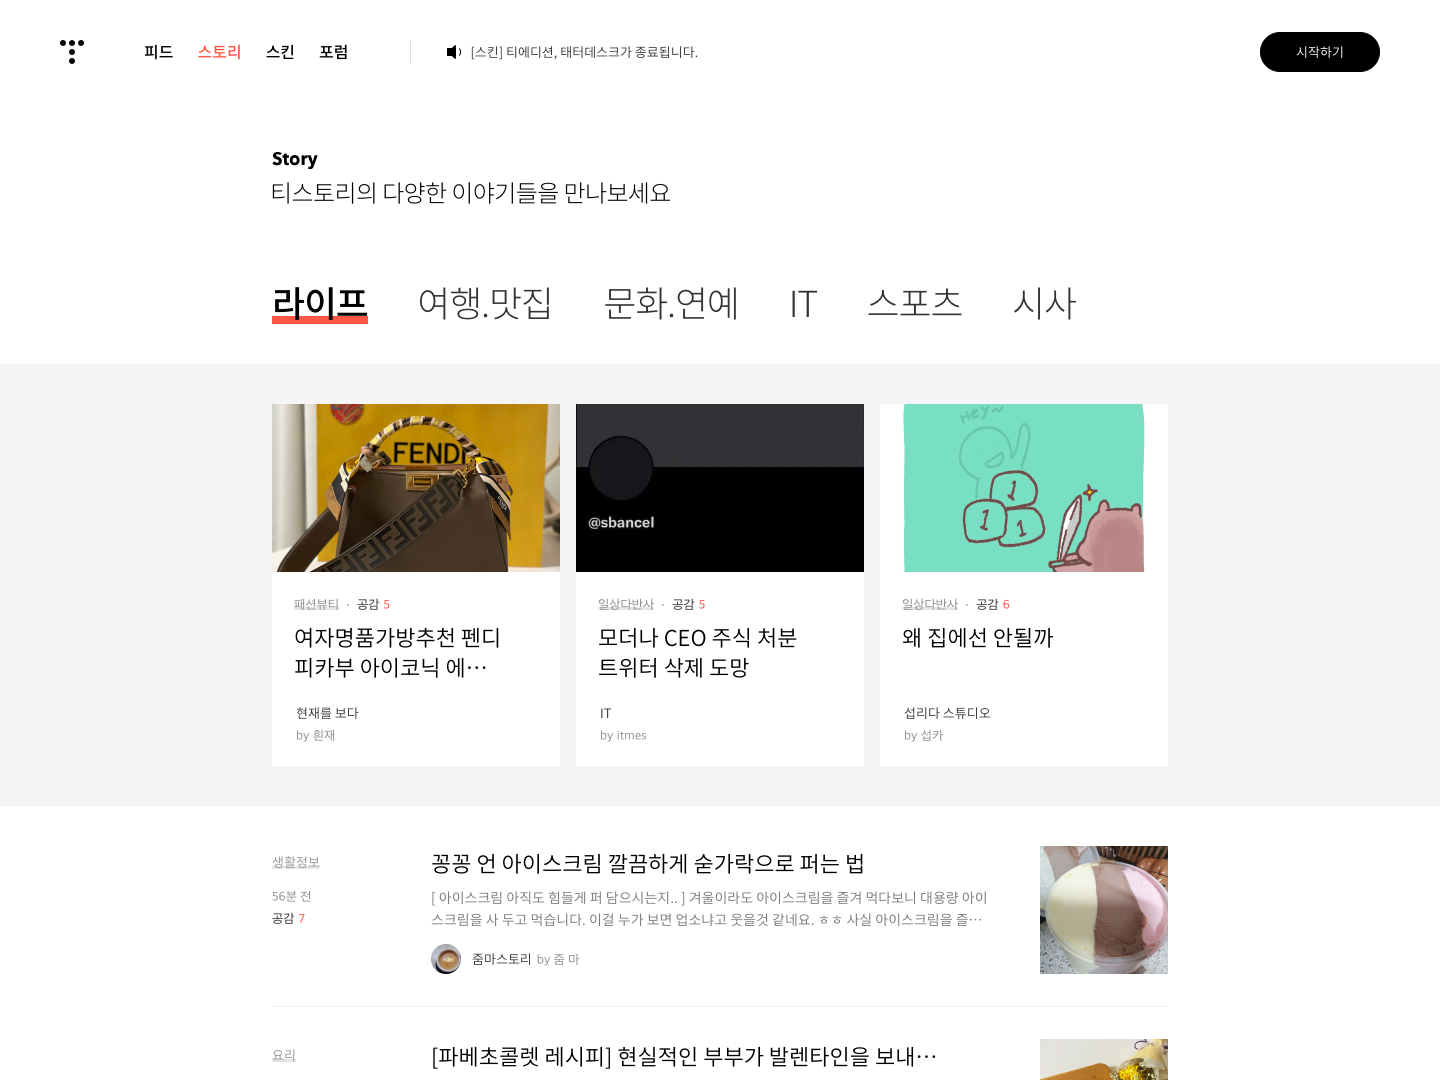 피드 스토리 스킨 포럼
[스킨] 티에디션, 태터데스크가 종료됩니다.
시작하기
Story
티스토리의 다양한 이야기들을 만나보세요
라이프 여행.맛집 문화.연예 IT 스포츠 시사
FENDI
패션뷰티 · 공감 5
여자명품가방추천 펜디
피카부 아이코닉 에…
현재를 보다
by 흰재
@sbancel
일상다반사 · 공감 5
모더나 CEO 주식 처분
트위터 삭제 도망
IT
by itmes
Hey~
1
1
1
일상다반사 · 공감 6
왜 집에선 안될까
섭리다 스튜디오
by 섭카
생활정보
56분 전
공감 7
꽁꽁 언 아이스크림 깔끔하게 숟가락으로 퍼는 법
[ 아이스크림 아직도 힘들게 퍼 담으시는지.. ] 겨울이라도 아이스크림을 즐겨 먹다보니 대용량 아이
스크림을 사 두고 먹습니다. 이걸 누가 보면 업소냐고 웃을것 같네요. ㅎㅎ 사실 아이스크림을 즐…
줌마스토리 by 줌 마
요리
[파베초콜렛 레시피] 현실적인 부부가 발렌타인을 보내…